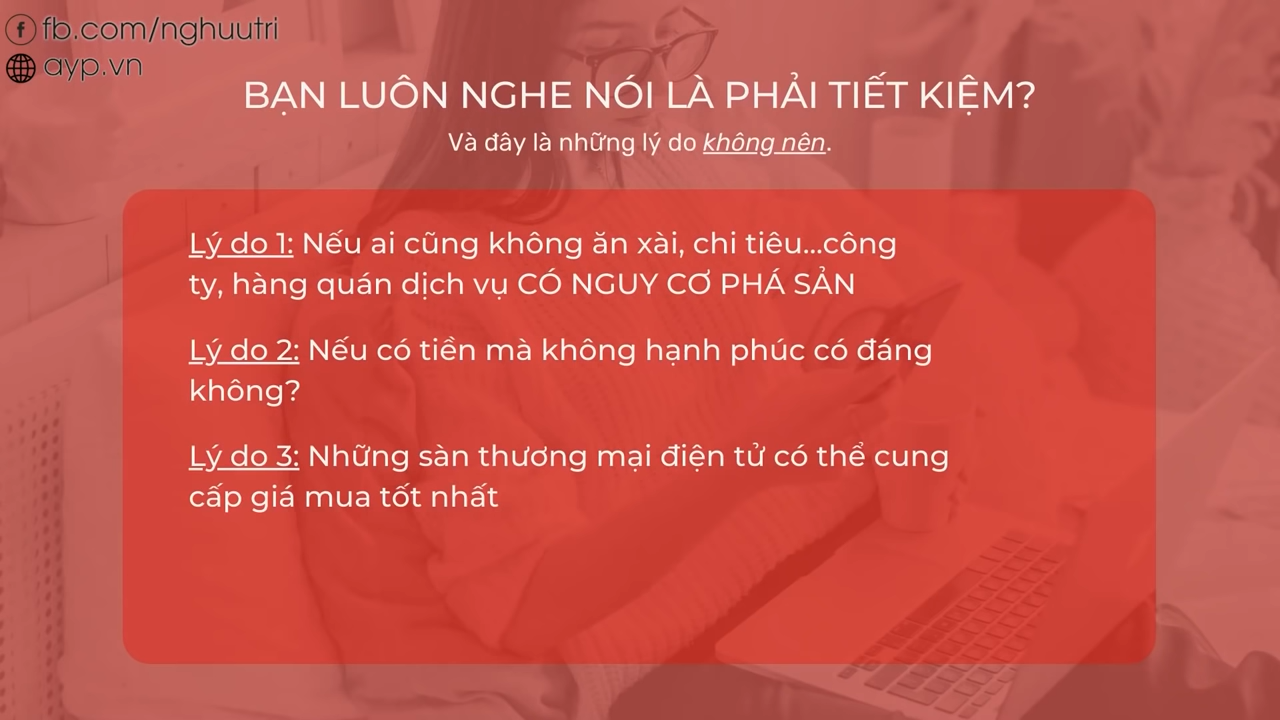 fb.com/nghuutri
ayp.vn
BẠN LUÔN NGHE NÓI LÀ PHẢI TIẾT KIỆM?
Và đây là những lý do không nên.
Lý do 1: Nếu ai cũng không ăn xài, chi tiêu...công
ty, hàng quán dịch vụ CÓ NGUY CƠ PHÁ SẢN
Lý do 2: Nếu có tiền mà không hạnh phúc có đáng
không?
Lý do 3: Những sàn thương mại điện tử có thể cung
cấp giá mua tốt nhất